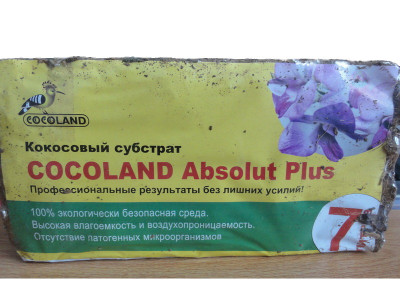 COCOLAND
Кокосовый субстрат
COCOLAND Absolut Plus
Профессиональные результаты без лишних усилий!
100% экологически безопасная среда.
Высокая влагоемкость и воздухопроницаемость.
Отсутствие патогенных микроорганизмов
7